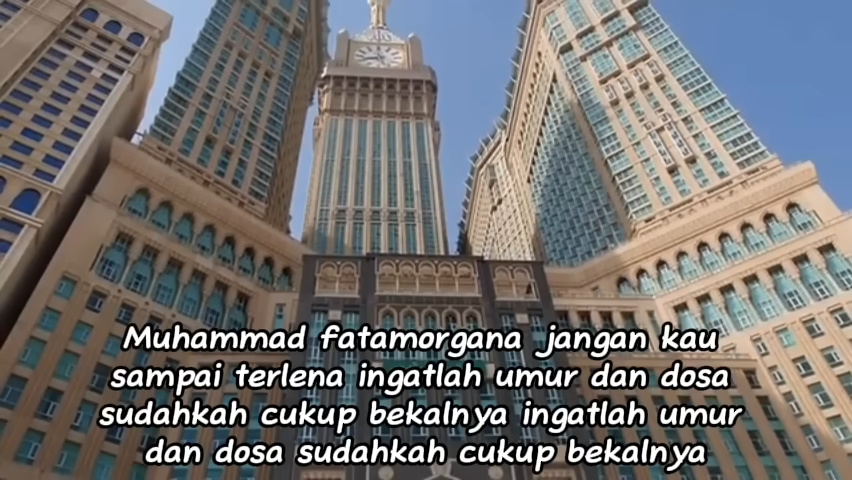 Muhammad fatamorgana jangan kau
sampai terlena ingatlah umur dan dosa
sudahkah cukup bekalnya ingatlah umur
dan dosa sudahkah cukup bekalnya